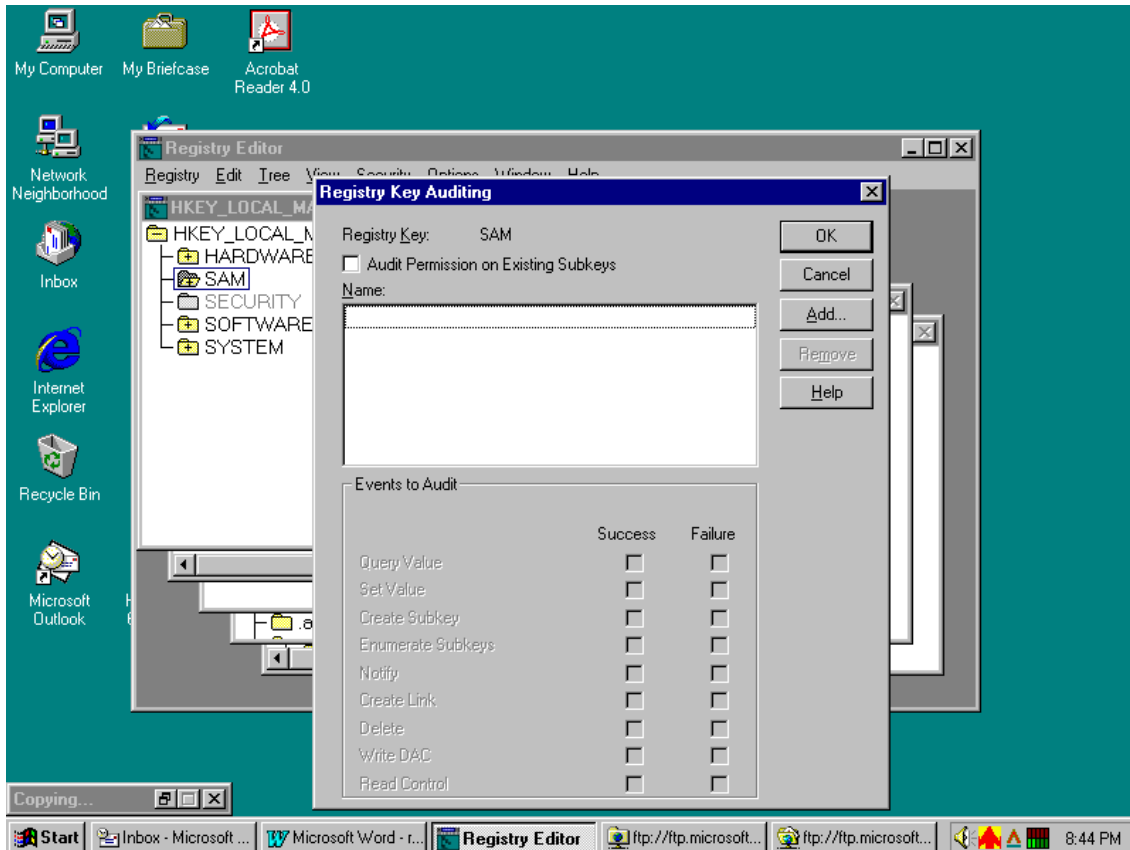 My Computer
My Briefcase
Acrobat
Reader 4.0
Network
Neighborhood
Inbox
Internet
Explorer
Recycle Bin
Microsoft
Outlook
Registry Editor
Registry Edit Tree View Security Options Window Help
HKEY_LOCAL_MA
HKEY_LOCAL_M
HARDWARE
SAM
SECURITY
SOFTWARE
SYSTEM
.a
Registry Key Auditing
Registry Key: SAM
Audit Permission on Existing Subkeys
Name:
OK
Cancel
Add...
Remove
Help
Events to Audit
Success Failure
Query Value
Set Value
Create Subkey
Enumerate Subkeys
Notify
Create Link
Delete
Write DAC
Read Control
Copying...
Start
Inbox - Microsoft ...
Microsoft Word - r...
Registry Editor
ftp://ftp.microsoft...
ftp://ftp.microsoft...
8:44 PM